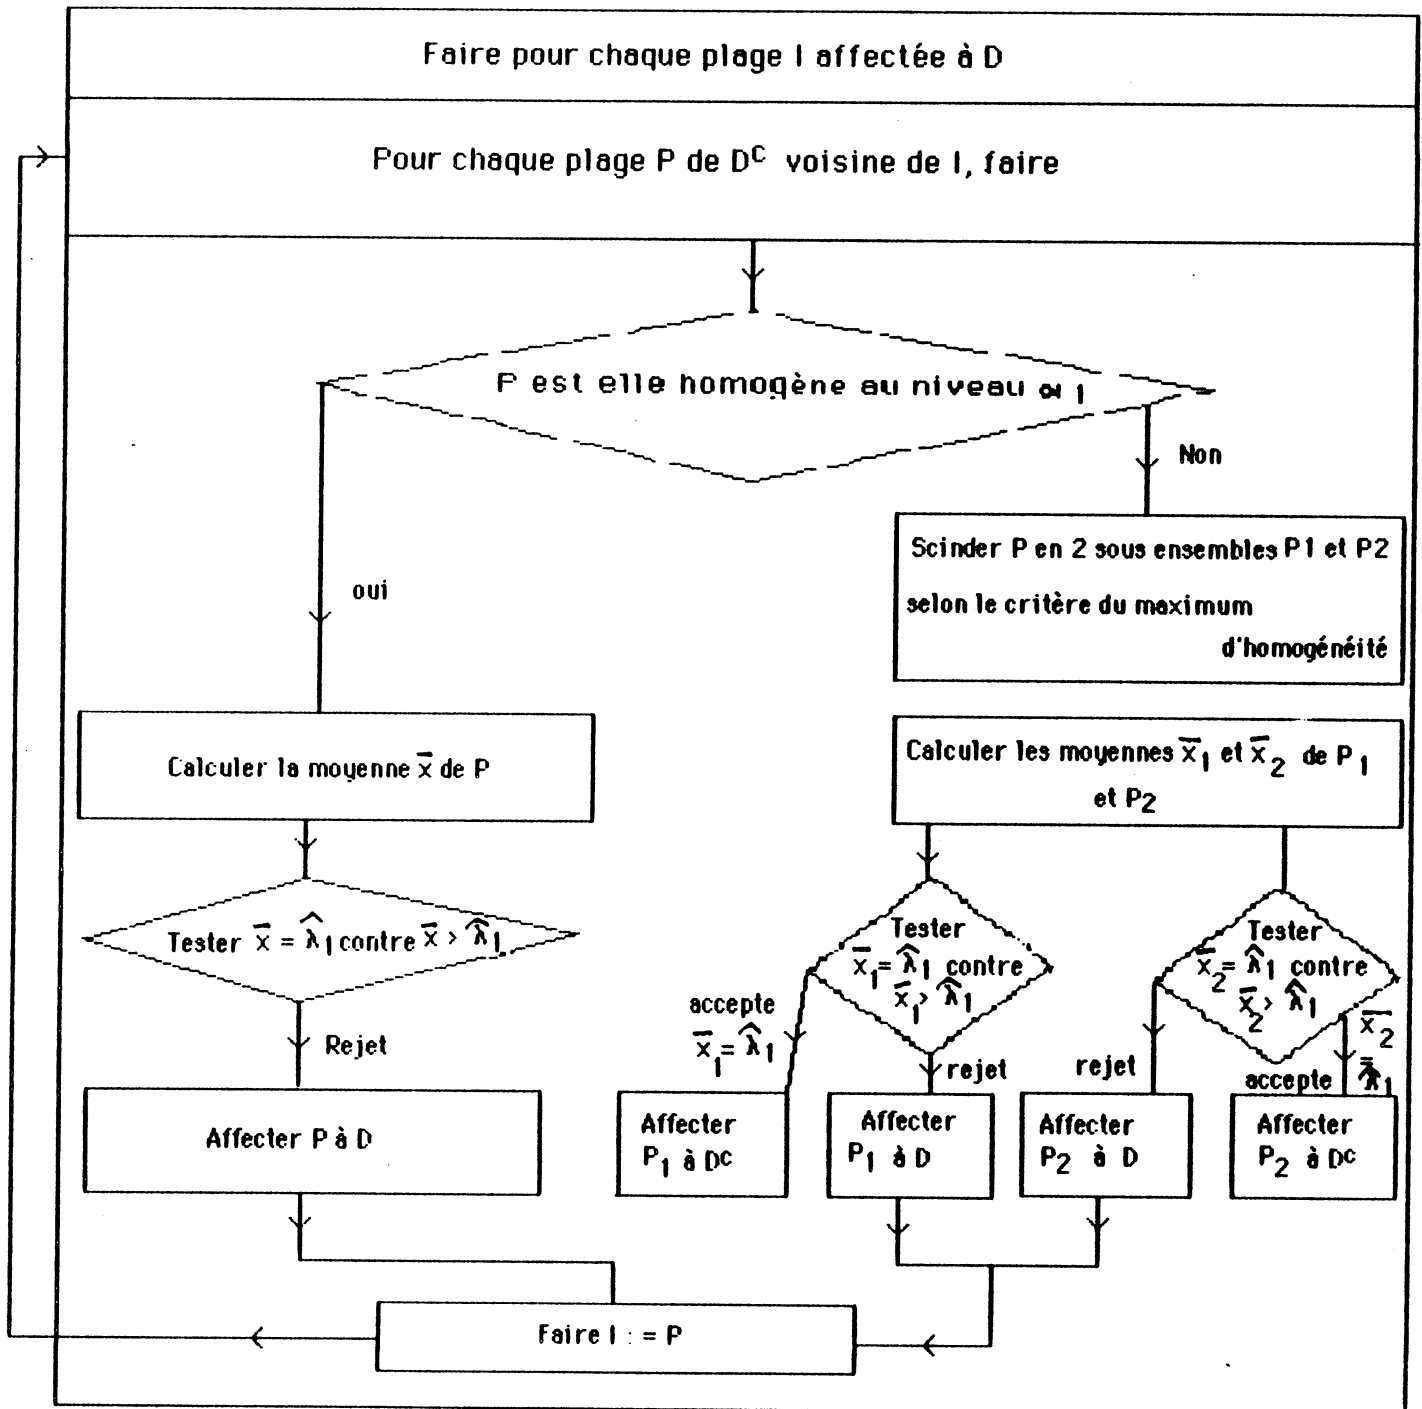 Faire pour chaque plage I affectée à D
Pour chaque plage P de Dᶜ voisine de I, faire
P est elle homogène au niveau α 1
Non
oui
Scinder P en 2 sous ensembles P1 et P2
selon le critère du maximum
d'homogénéité
Calculer la moyenne x̄ de P
Calculer les moyennes x̄₁ et x̄₂ de P₁
et P₂
Tester x̄ = λ̂₁ contre x̄ > λ̂₁
Tester
x̄₁ = λ̂₁ contre
x̄₁ > λ̂₁
Tester
x̄₂ = λ̂₁ contre
x̄₂ > λ̂₁
accepte
x̄₁ = λ̂₁
Rejet
rejet
rejet
accepte
x̄₂
=
λ̂₁
Affecter P à D
Affecter
P₁ à Dᶜ
Affecter
P₁ à D
Affecter
P₂ à D
Affecter
P₂ à Dᶜ
Faire I : = P